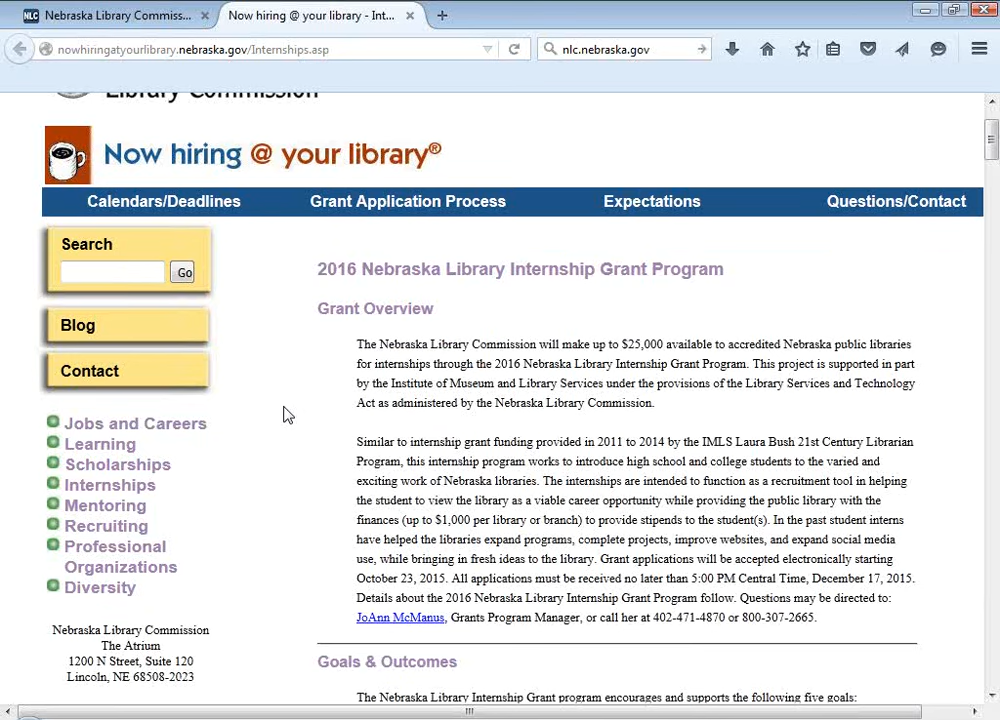 NLC Nebraska Library Commiss... × Now hiring @ your library - Int... × +
nowhiringatyourlibrary.nebraska.gov/Internships.asp nlc.nebraska.gov
Library Commission
Now hiring @ your library®
Calendars/Deadlines Grant Application Process Expectations Questions/Contact
Search
Go
Blog
Contact
Jobs and Careers
Learning
Scholarships
Internships
Mentoring
Recruiting
Professional
Organizations
Diversity
Nebraska Library Commission
The Atrium
1200 N Street, Suite 120
Lincoln, NE 68508-2023
2016 Nebraska Library Internship Grant Program
Grant Overview
The Nebraska Library Commission will make up to $25,000 available to accredited Nebraska public libraries
for internships through the 2016 Nebraska Library Internship Grant Program. This project is supported in part
by the Institute of Museum and Library Services under the provisions of the Library Services and Technology
Act as administered by the Nebraska Library Commission.
Similar to internship grant funding provided in 2011 to 2014 by the IMLS Laura Bush 21st Century Librarian
Program, this internship program works to introduce high school and college students to the varied and
exciting work of Nebraska libraries. The internships are intended to function as a recruitment tool in helping
the student to view the library as a viable career opportunity while providing the public library with the
finances (up to $1,000 per library or branch) to provide stipends to the student(s). In the past student interns
have helped the libraries expand programs, complete projects, improve websites, and expand social media
use, while bringing in fresh ideas to the library. Grant applications will be accepted electronically starting
October 23, 2015. All applications must be received no later than 5:00 PM Central Time, December 17, 2015.
Details about the 2016 Nebraska Library Internship Grant Program follow. Questions may be directed to:
JoAnn McManus, Grants Program Manager, or call her at 402-471-4870 or 800-307-2665.
Goals & Outcomes
The Nebraska Library Internship Grant program encourages and supports the following five goals: